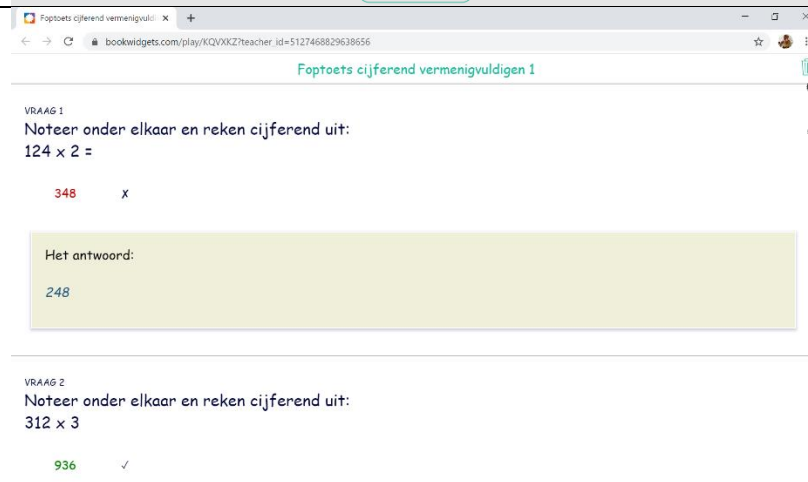 Foptoets cijferend vermenigvuld
bookwidgets.com/play/KQVXKZ?teacher_id=5127468829638656
Foptoets cijferend vermenigvuldigen 1
VRAAG 1
Noteer onder elkaar en reken cijferend uit:
124 x 2 =
348 ✗
Het antwoord:
248
VRAAG 2
Noteer onder elkaar en reken cijferend uit:
312 x 3
936 ✓